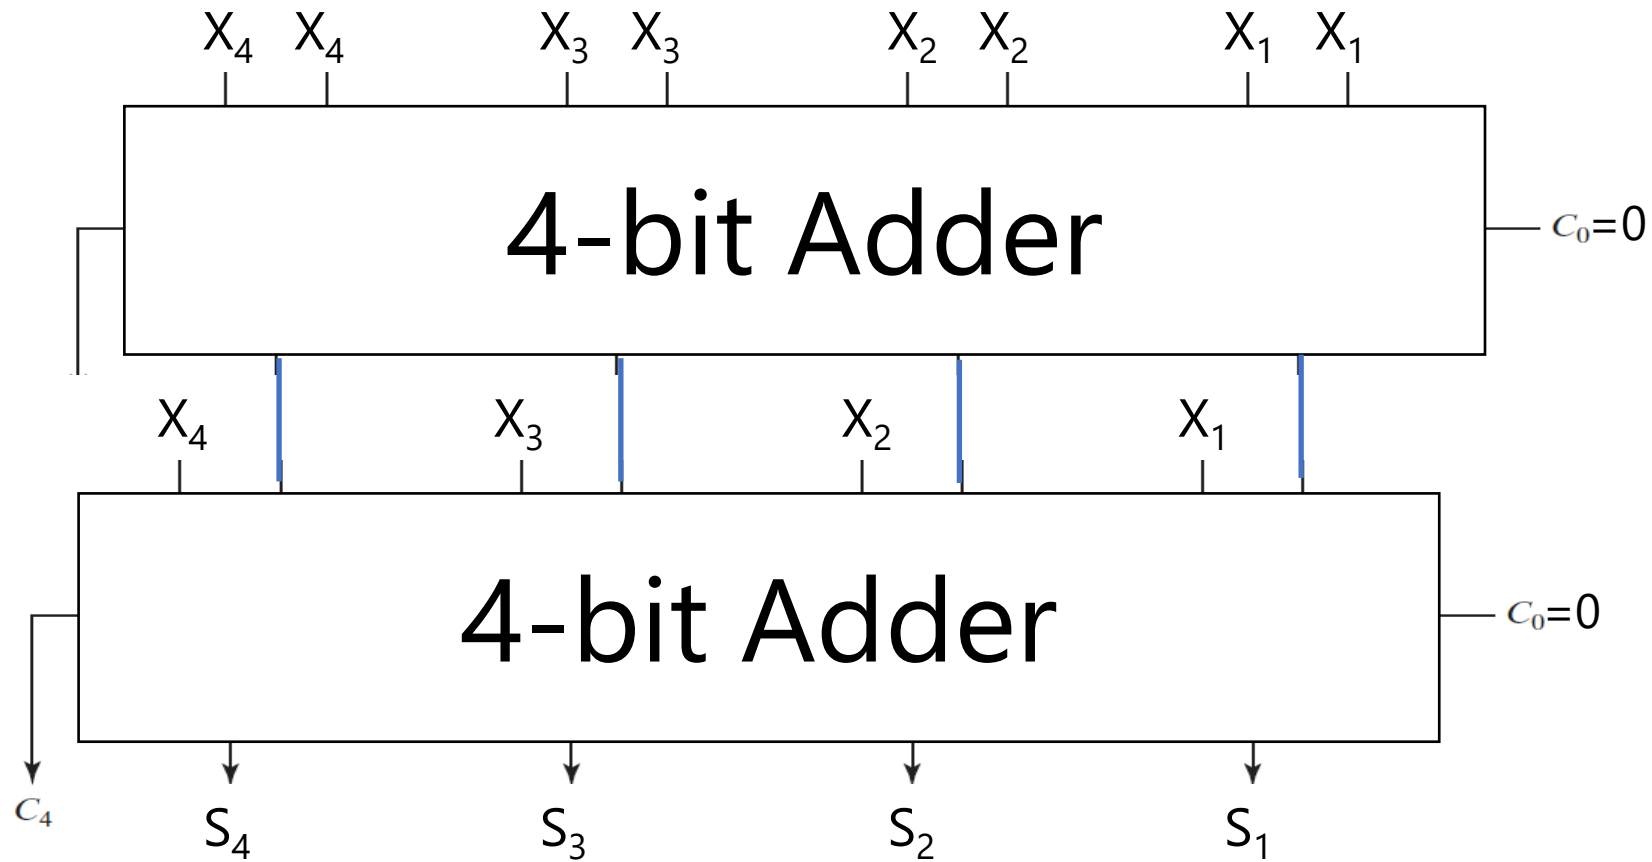 X₄ X₄ X₃ X₃ X₂ X₂ X₁ X₁
4-bit Adder
C₀=0
X₄ X₃ X₂ X₁
4-bit Adder
C₀=0
C₄
S₄ S₃ S₂ S₁